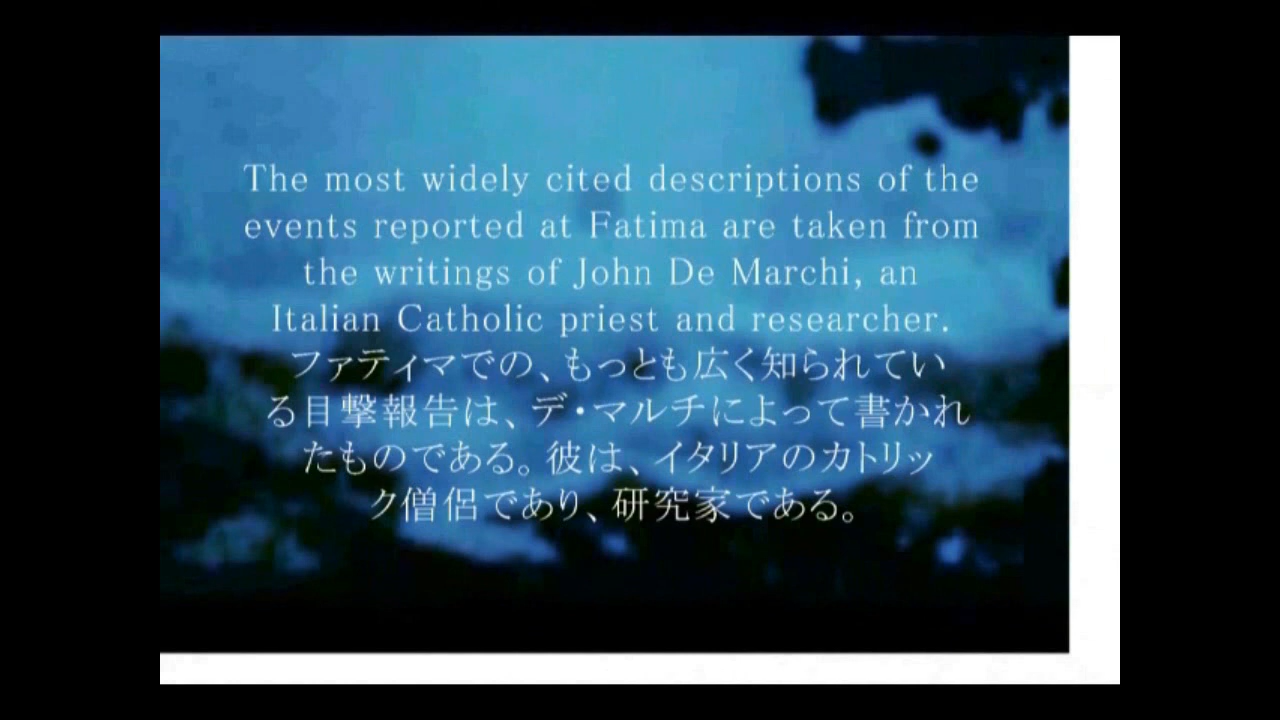 The most widely cited descriptions of the
events reported at Fatima are taken from
the writings of John De Marchi, an
Italian Catholic priest and researcher.
ファティマでの、もっとも広く知られてい
る目撃報告は、デ・マルチによって書かれ
たものである。彼は、イタリアのカトリッ
ク僧侶であり、研究家である。